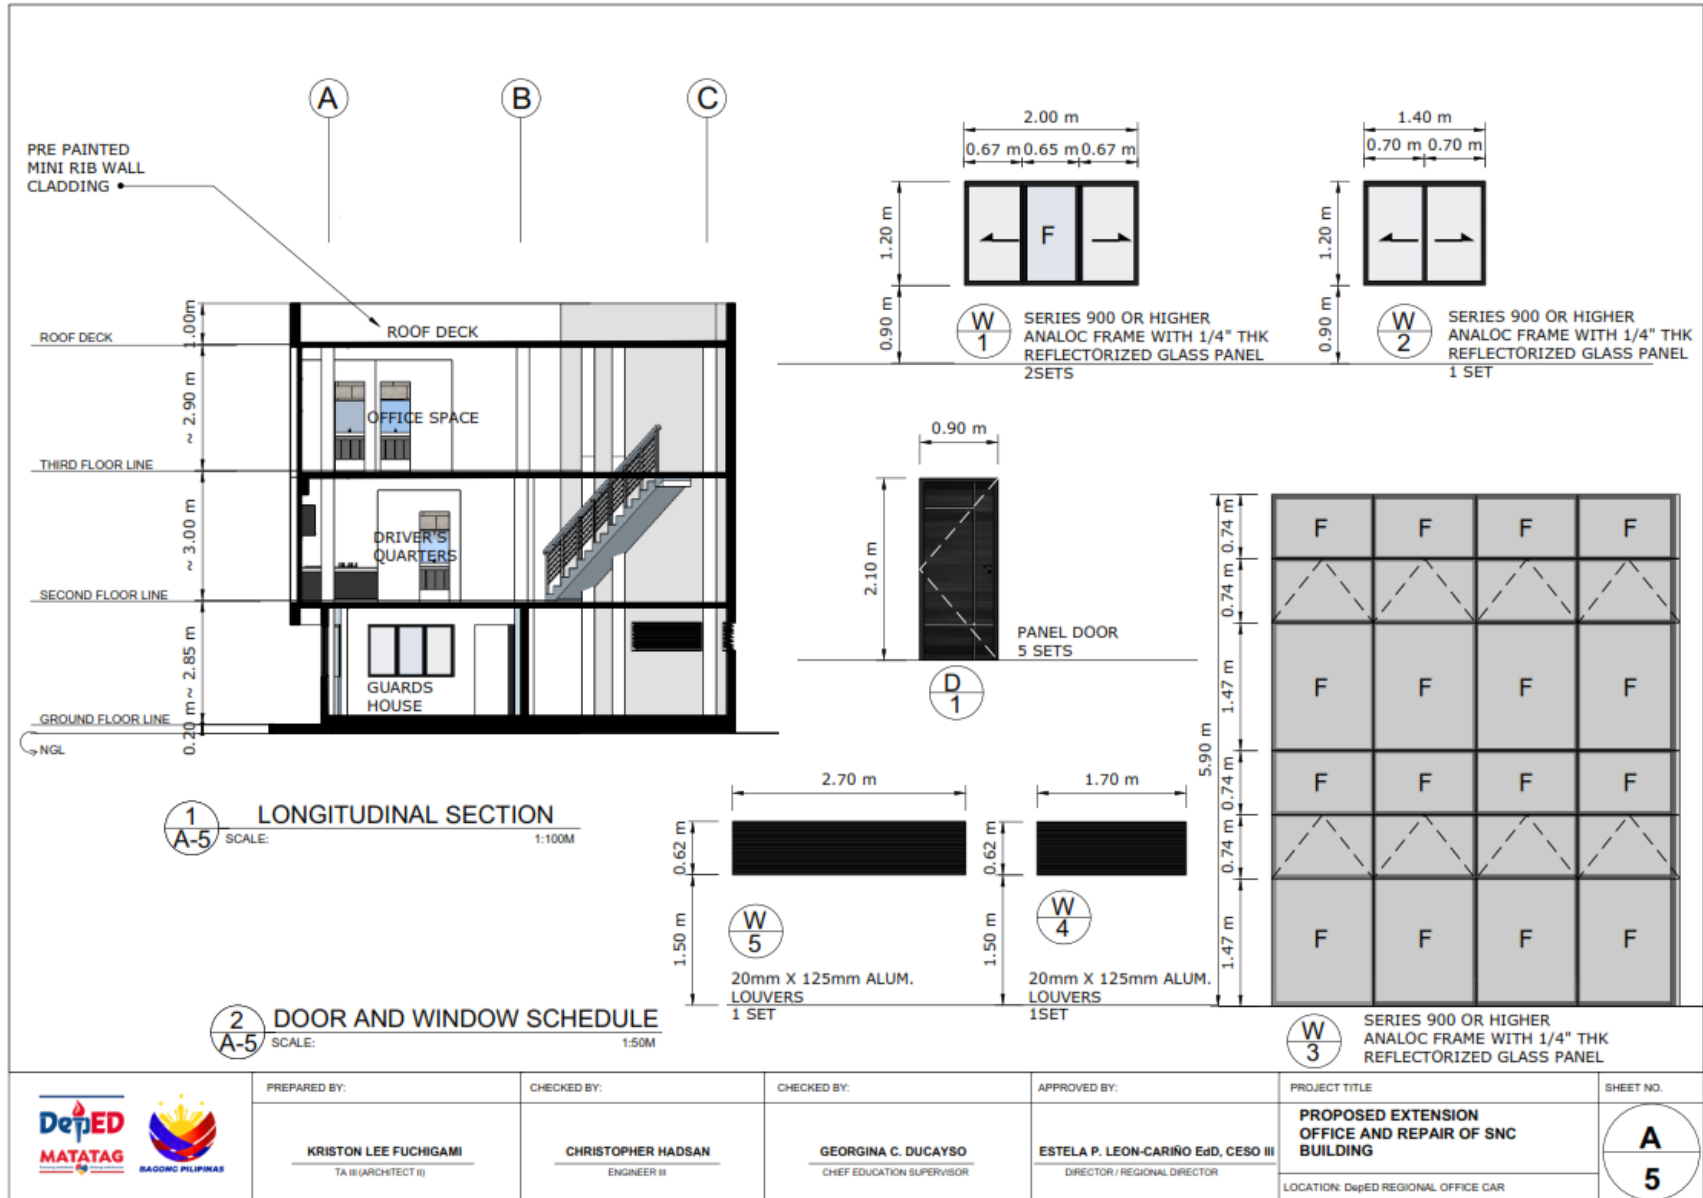 A
B
C
PRE PAINTED
MINI RIB WALL
CLADDING
ROOF DECK
ROOF DECK
1.00m
~ 2.90 m
OFFICE SPACE
THIRD FLOOR LINE
~ 3.00 m
DRIVER'S
QUARTERS
SECOND FLOOR LINE
~ 2.85 m
GUARDS
HOUSE
GROUND FLOOR LINE
0.20 m
NGL
1
A-5
LONGITUDINAL SECTION
SCALE:
1:100M
2.00 m
0.67 m 0.65 m 0.67 m
1.20 m
0.90 m
F
W
1
SERIES 900 OR HIGHER
ANALOC FRAME WITH 1/4" THK
REFLECTORIZED GLASS PANEL
2SETS
1.40 m
0.70 m 0.70 m
1.20 m
0.90 m
W
2
SERIES 900 OR HIGHER
ANALOC FRAME WITH 1/4" THK
REFLECTORIZED GLASS PANEL
1 SET
0.90 m
2.10 m
PANEL DOOR
5 SETS
D
1
2.70 m
0.62 m
1.50 m
W
5
20mm X 125mm ALUM.
LOUVERS
1 SET
1.70 m
0.62 m
1.50 m
W
4
20mm X 125mm ALUM.
LOUVERS
1SET
5.90 m
0.74 m
0.74 m
1.47 m
0.74 m
0.74 m
1.47 m
F F F F
F F F F
F F F F
F F F F
W
3
SERIES 900 OR HIGHER
ANALOC FRAME WITH 1/4" THK
REFLECTORIZED GLASS PANEL
2
A-5
DOOR AND WINDOW SCHEDULE
SCALE:
1:50M
DepED
MATATAG
BAGONG PILIPINAS
PREPARED BY:
KRISTON LEE FUCHIGAMI
TA III (ARCHITECT II)
CHECKED BY:
CHRISTOPHER HADSAN
ENGINEER III
CHECKED BY:
GEORGINA C. DUCAYSO
CHIEF EDUCATION SUPERVISOR
APPROVED BY:
ESTELA P. LEON-CARIÑO EdD, CESO III
DIRECTOR / REGIONAL DIRECTOR
PROJECT TITLE
PROPOSED EXTENSION
OFFICE AND REPAIR OF SNC
BUILDING
LOCATION: DepED REGIONAL OFFICE CAR
SHEET NO.
A
5